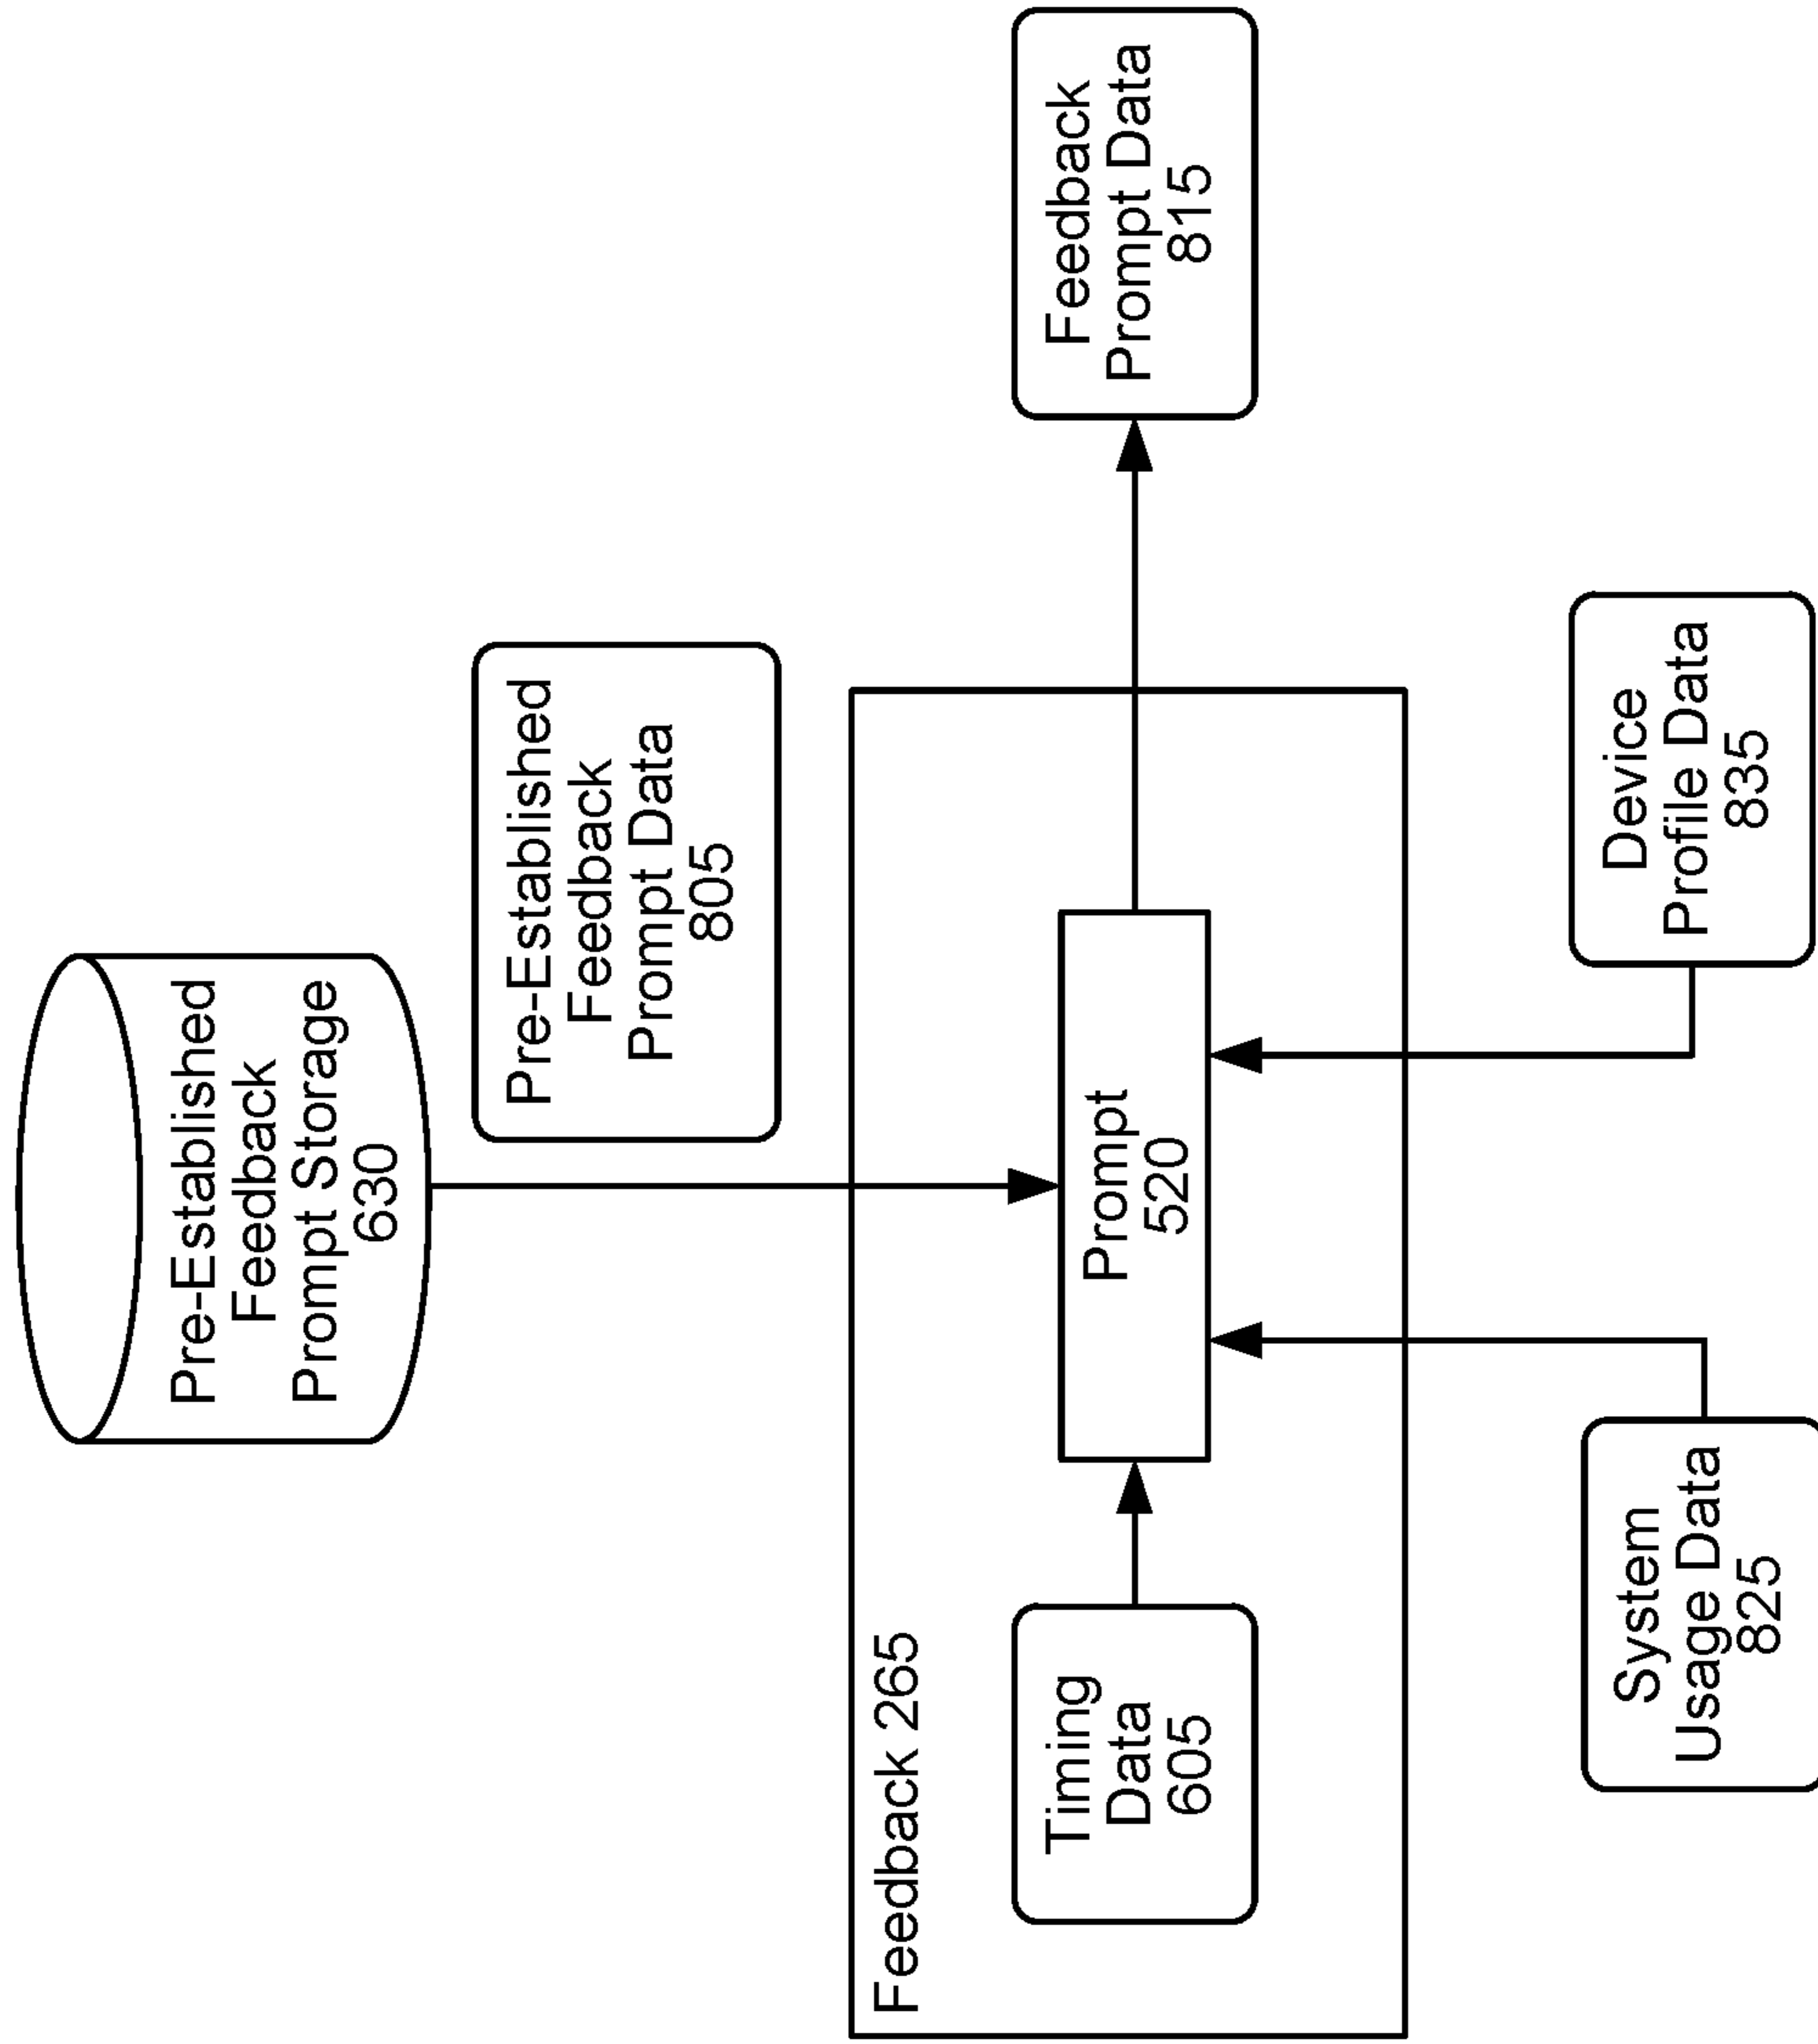 Pre-Established
Feedback
Prompt Storage
630
Pre-Established
Feedback
Prompt Data
805
Feedback 265
Timing
Data
605
Prompt
520
Feedback
Prompt Data
815
System
Usage Data
825
Device
Profile Data
835